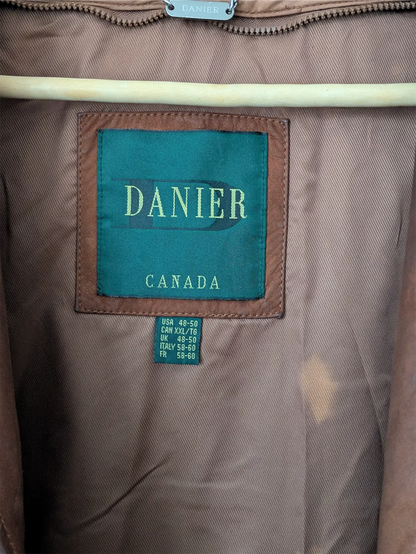 DANIER
DANIER
CANADA
USA 48-50
CAN XXL/TG
UK 48-50
ITALY 58-60
FR 58-60